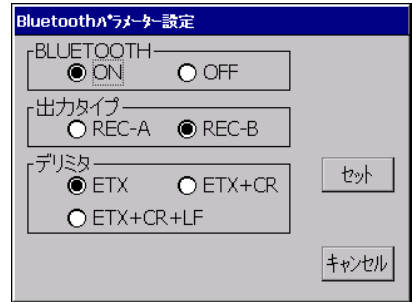 Bluetoothパラメーター設定
BLUETOOTH
ON OFF
出力タイプ
REC-A REC-B
デリミタ
ETX ETX+CR
ETX+CR+LF
セット
キャンセル